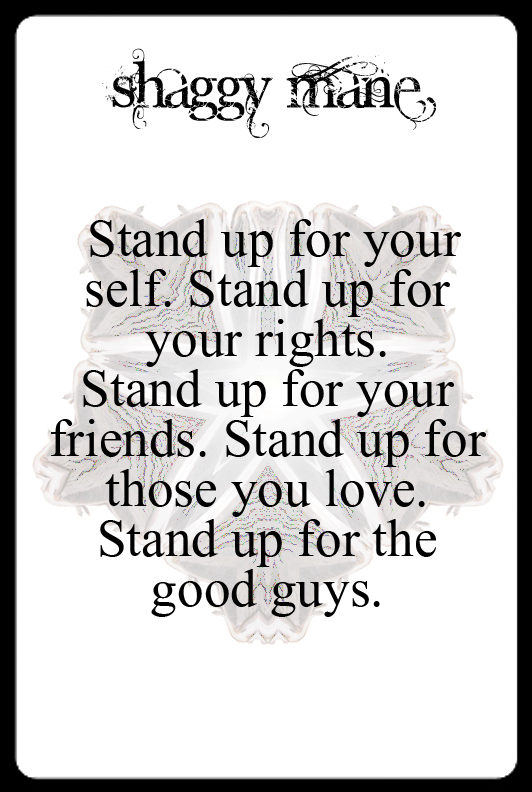 shaggy mane
Stand up for your
self. Stand up for
your rights.
Stand up for your
friends. Stand up for
those you love.
Stand up for the
good guys.